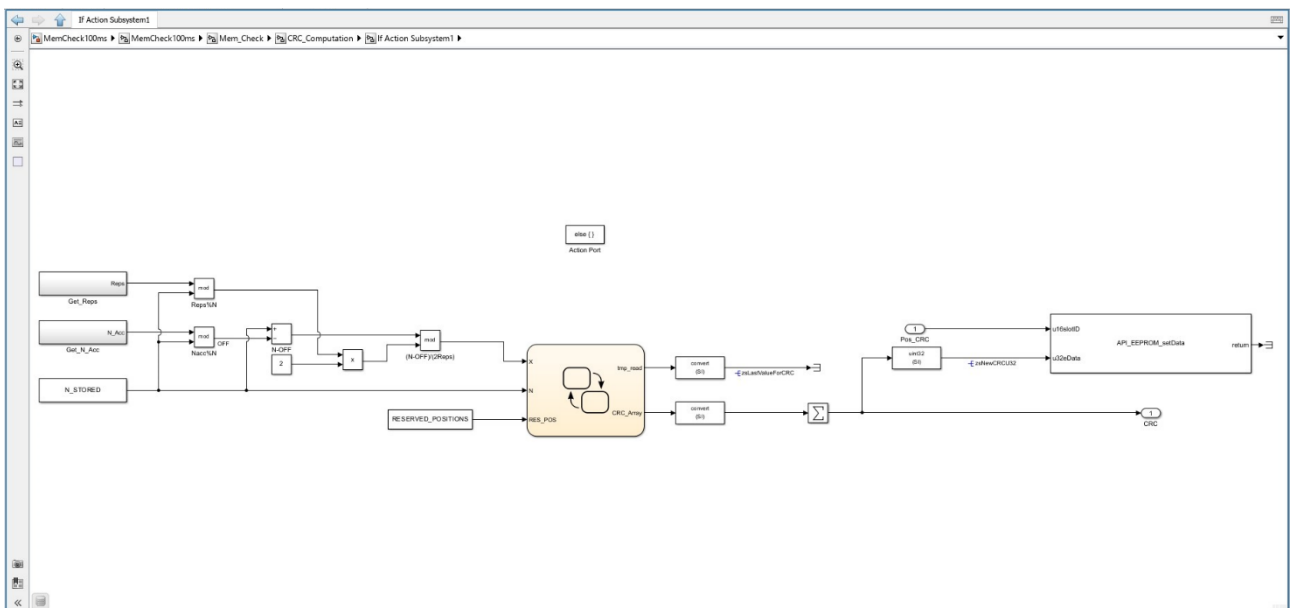 If Action Subsystem1
MemCheck100ms ▶ MemCheck100ms ▶ Mem_Check ▶ CRC_Computation ▶ If Action Subsystem1 ▶
else { }
Action Port
Reps
Get_Reps
mod
Reps%N
N_Acc
Get_N_Acc
mod
OFF
Nacc%N
+
−
N-OFF
2
x
mod
(N-OFF)/(2Reps)
N_STORED
RESERVED_POSITIONS
X
N
RES_POS
tmp_read
CRC_Array
convert
(SI)
zsLastValueForCRC
convert
(SI)
∑
1
Pos_CRC
uint32
(SI)
zsNewCRCU32
u16slotID
u32eData
API_EEPROM_setData
return
1
CRC